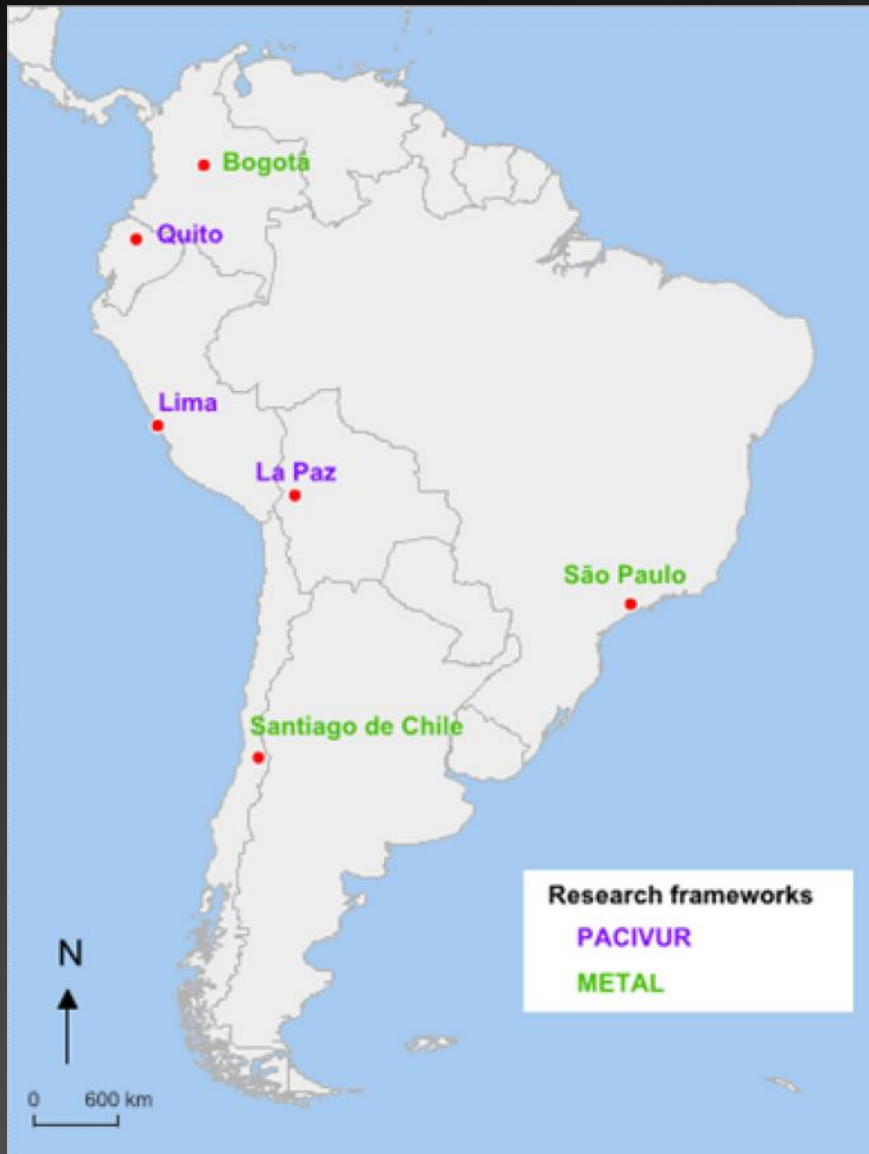 Bogotá
Quito
Lima
La Paz
São Paulo
Santiago de Chile
Research frameworks
PACIVUR
METAL
N
0 600 km